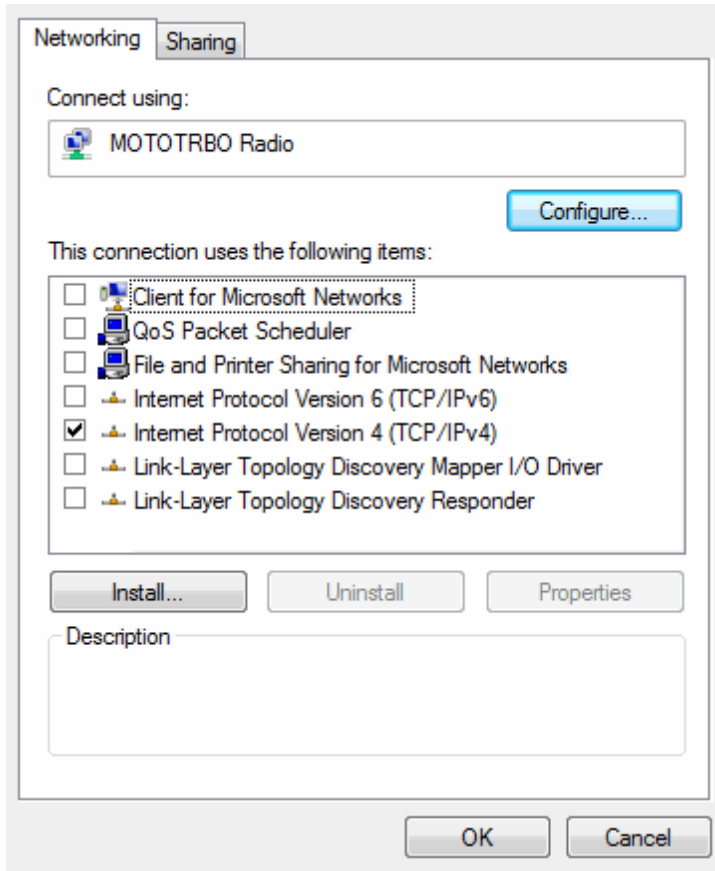 Networking
Sharing
Connect using:
MOTOTRBO Radio
Configure...
This connection uses the following items:
Client for Microsoft Networks
QoS Packet Scheduler
File and Printer Sharing for Microsoft Networks
Internet Protocol Version 6 (TCP/IPv6)
Internet Protocol Version 4 (TCP/IPv4)
Link-Layer Topology Discovery Mapper I/O Driver
Link-Layer Topology Discovery Responder
Install...
Uninstall
Properties
Description
OK
Cancel